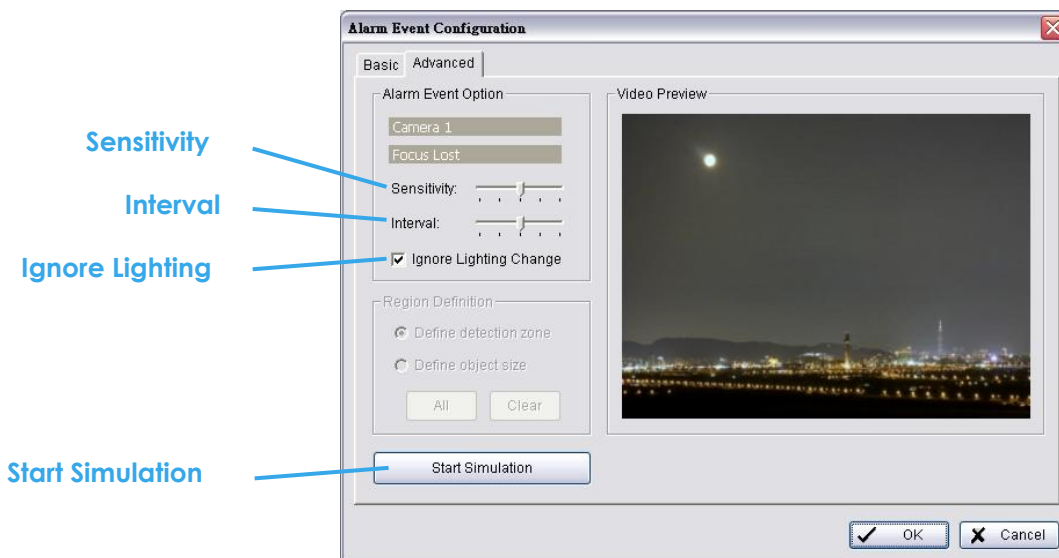 Alarm Event Configuration
Basic
Advanced
Alarm Event Option
Camera 1
Focus Lost
Sensitivity:
Interval:
Ignore Lighting Change
Region Definition
Define detection zone
Define object size
All
Clear
Start Simulation
Video Preview
OK
Cancel
Sensitivity
Interval
Ignore Lighting
Start Simulation